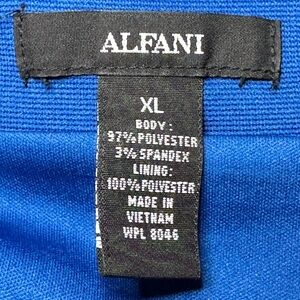 ALFANI
XL
BODY:
97% POLYESTER
3% SPANDEX
LINING:
100% POLYESTER
MADE IN
VIETNAM
WPL 8046